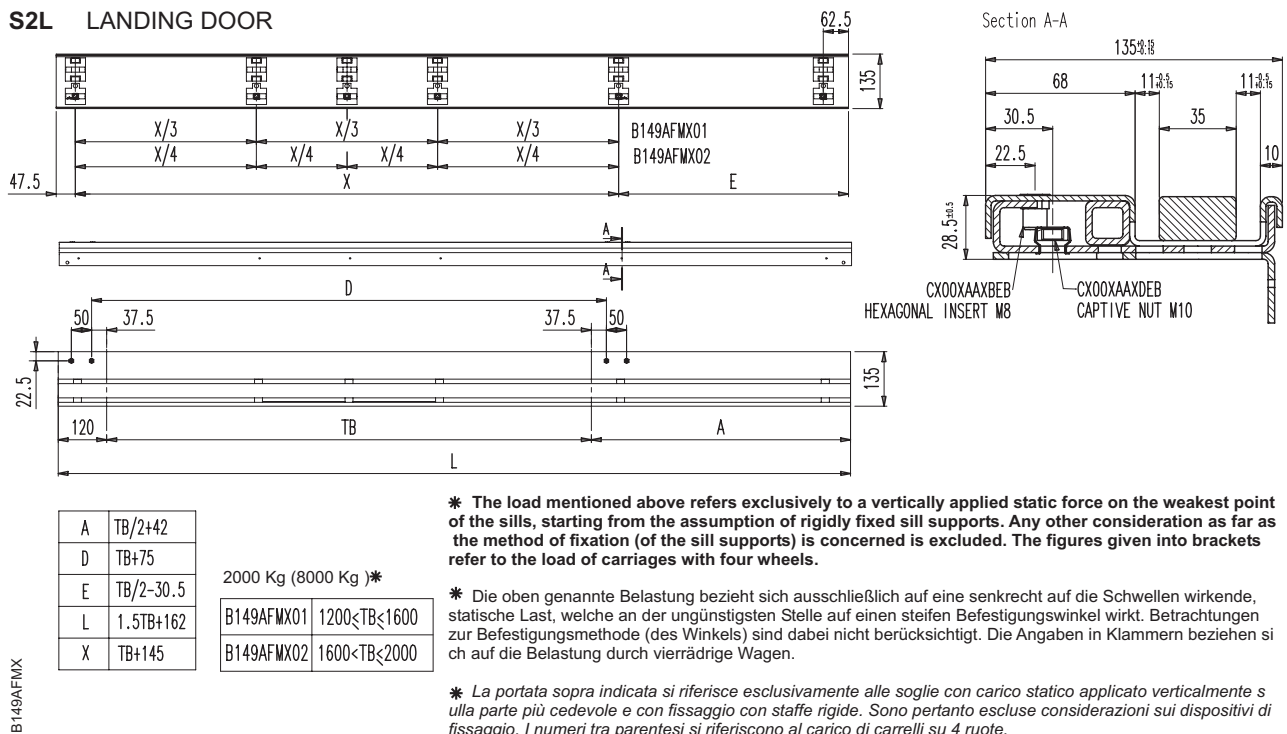 S2L LANDING DOOR
62.5
135
X/3 X/3 X/3 B149AFMX01
X/4 X/4 X/4 X/4 B149AFMX02
47.5 X E
A
A
D
50 37.5 37.5 50
22.5
135
120 TB A
L
Section A-A
68 11 11
30.5 35
22.5 10
28.5±0.5
CX00XAAXBEB
HEXAGONAL INSERT M8
CX00XAAXDEB
CAPTIVE NUT M10
A TB/2+42
D TB+75
E TB/2-30.5
L 1.5TB+162
X TB+145
2000 Kg (8000 Kg )*
B149AFMX01 1200≤TB≤1600
B149AFMX02 1600<TB≤2000
* The load mentioned above refers exclusively to a vertically applied static force on the weakest point
of the sills, starting from the assumption of rigidly fixed sill supports. Any other consideration as far as
the method of fixation (of the sill supports) is concerned is excluded. The figures given into brackets
refer to the load of carriages with four wheels.
* Die oben genannte Belastung bezieht sich ausschließlich auf eine senkrecht auf die Schwellen wirkende,
statische Last, welche an der ungünstigsten Stelle auf einen steifen Befestigungswinkel wirkt. Betrachtungen
zur Befestigungsmethode (des Winkels) sind dabei nicht berücksichtigt. Die Angaben in Klammern beziehen si
ch auf die Belastung durch vierrädrige Wagen.
* La portata sopra indicata si riferisce esclusivamente alle soglie con carico statico applicato verticalmente s
ulla parte più cedevole e con fissaggio con staffe rigide. Sono pertanto escluse considerazioni sui dispositivi di
fissaggio. I numeri tra parentesi si riferiscono al carico di carrelli su 4 ruote.
B149AFMX